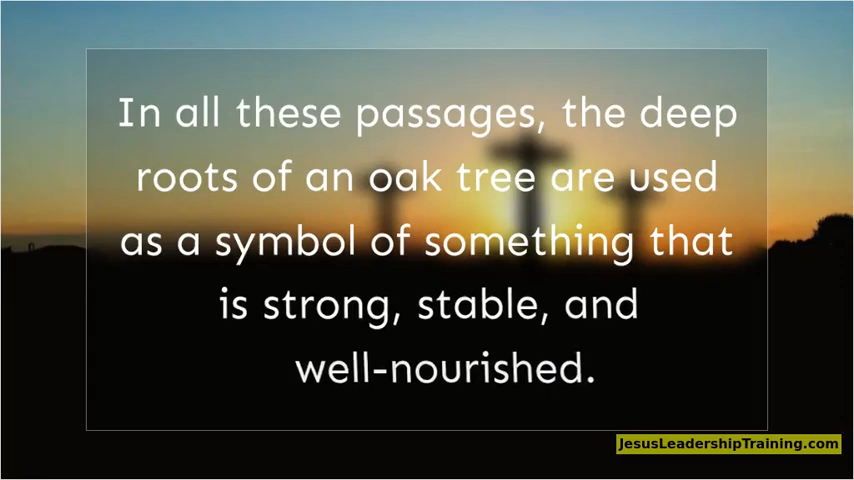 In all these passages, the deep
roots of an oak tree are used
as a symbol of something that
is strong, stable, and
well-nourished.
JesusLeadershipTraining.com